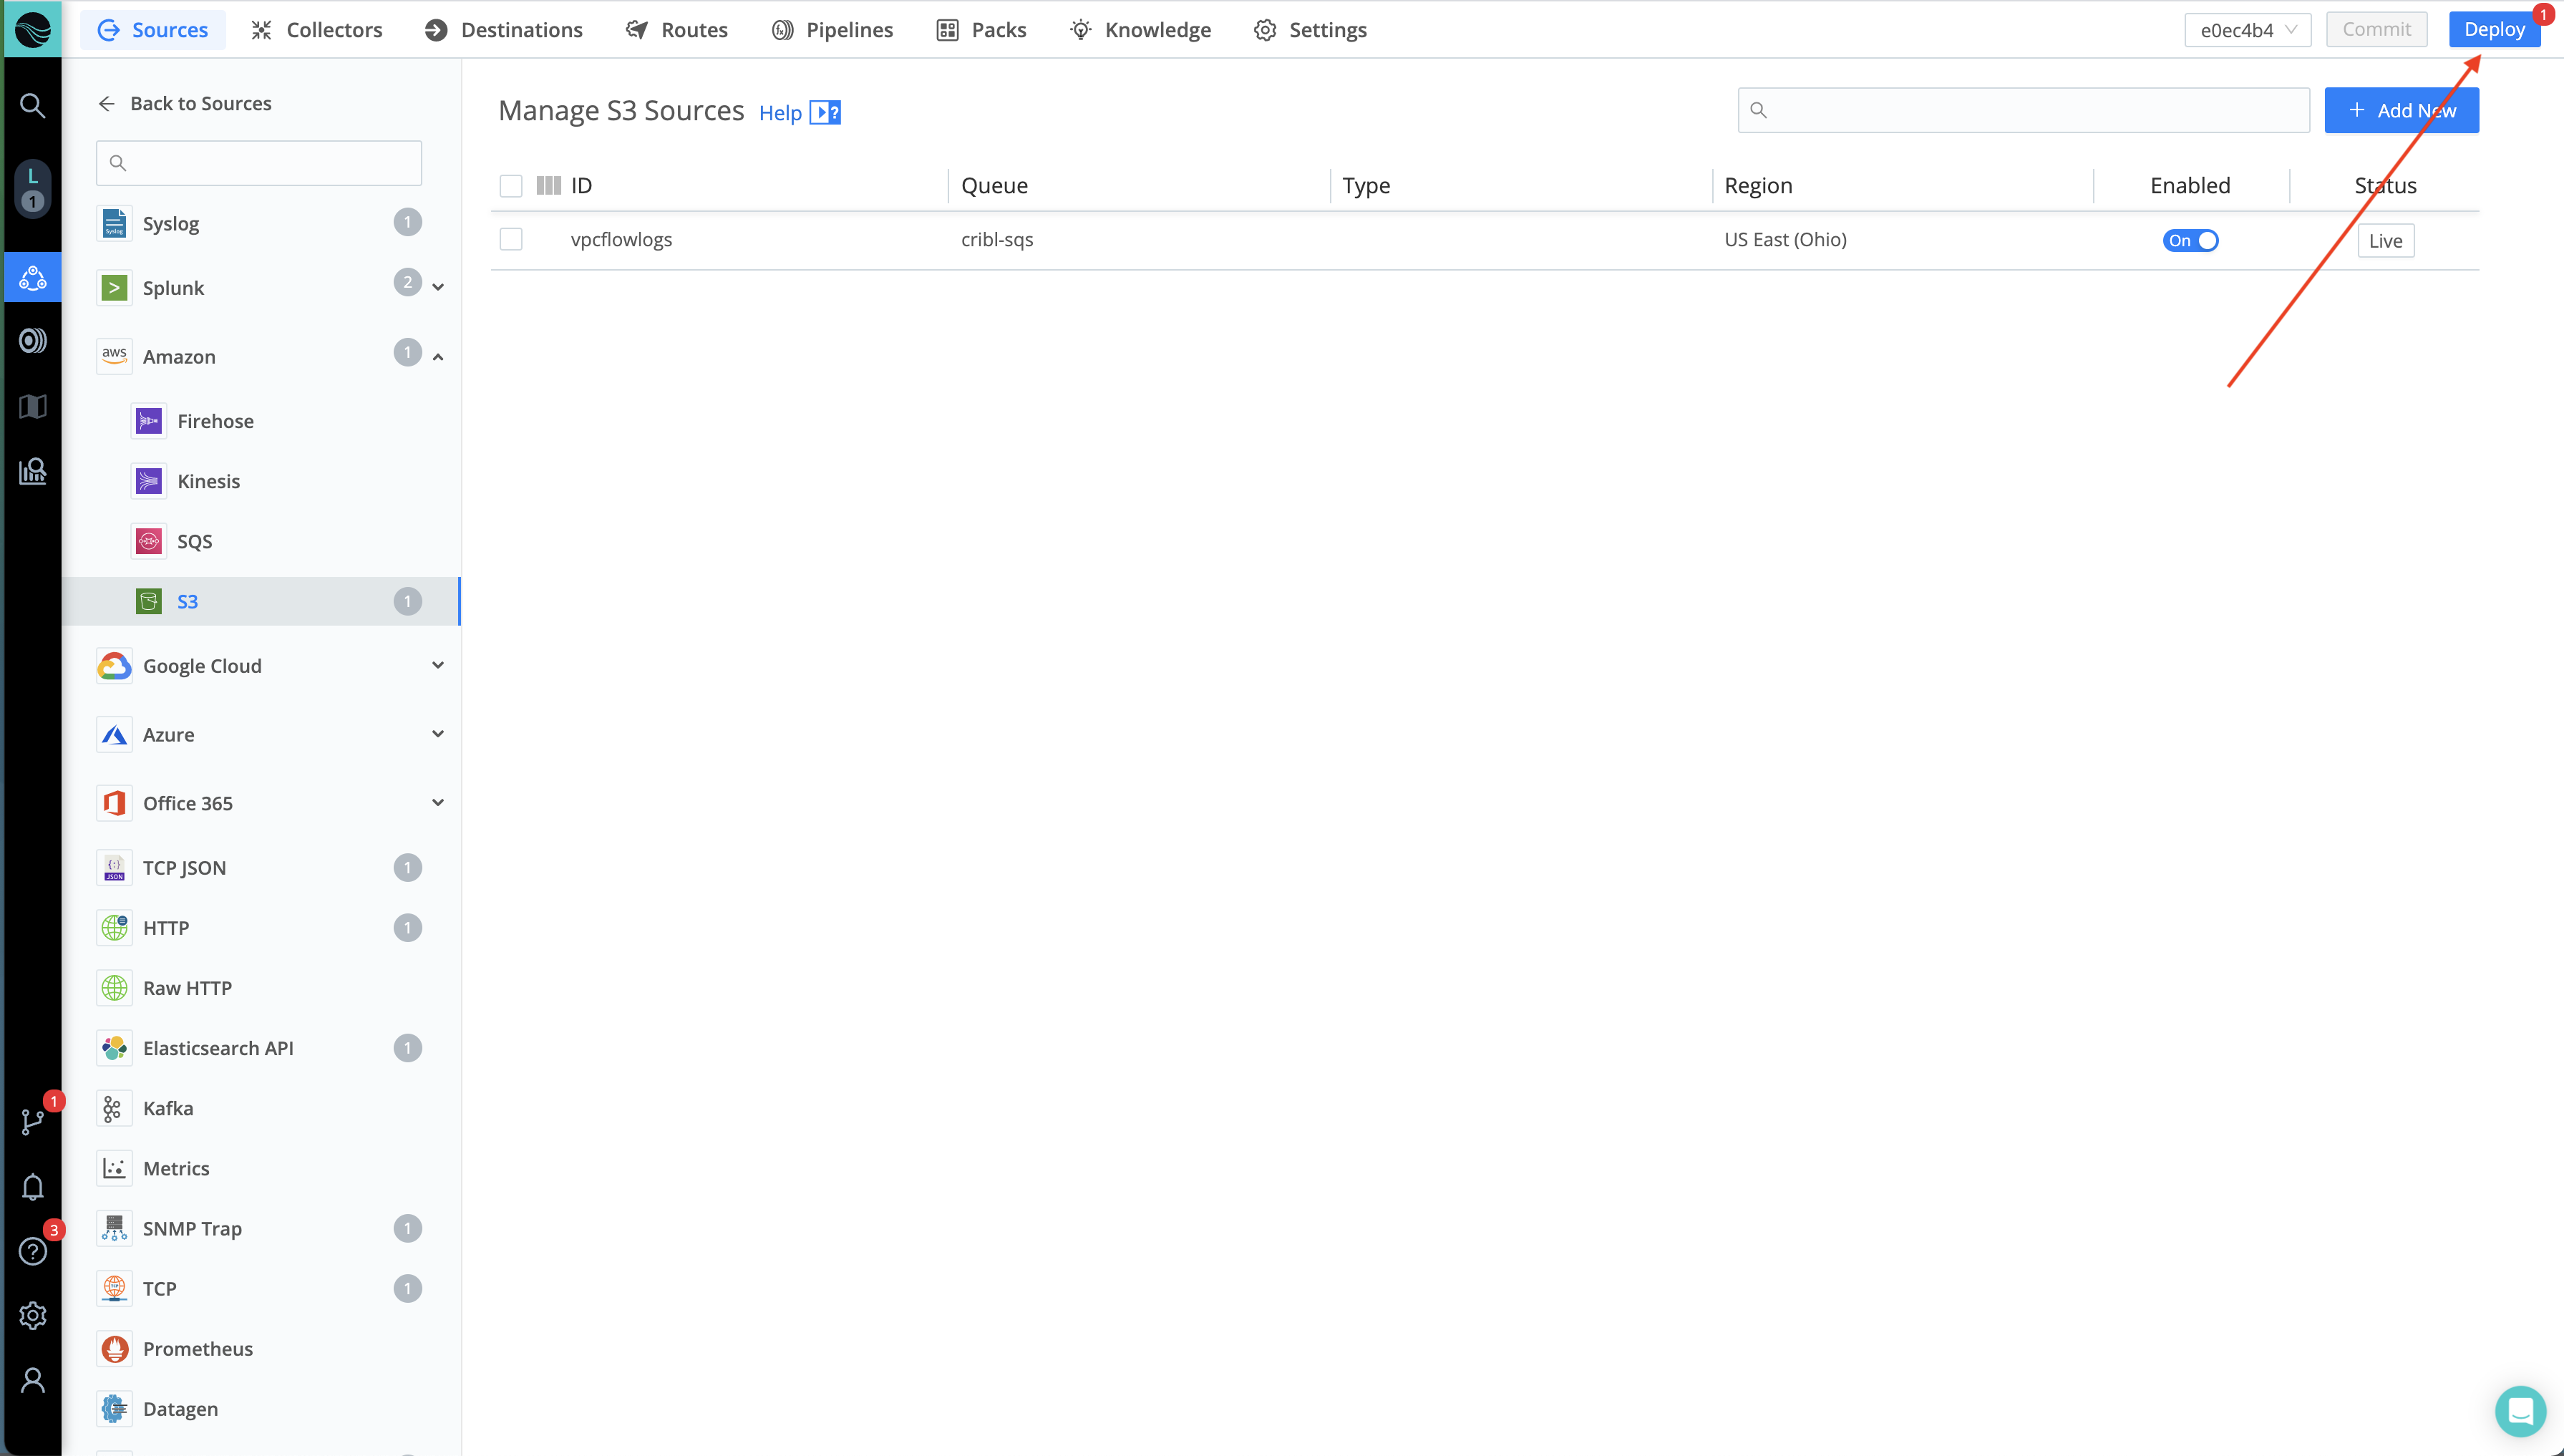 Sources
Collectors
Destinations
Routes
Pipelines
Packs
Knowledge
Settings
e0ec4b4
Commit
Deploy
1
L
1
Back to Sources
Syslog
Syslog 1
> Splunk 2
aws Amazon 1
Firehose
Kinesis
SQS
S3 1
Google Cloud
Azure
Office 365
JSON
TCP JSON 1
HTTP 1
Raw HTTP
Elasticsearch API 1
Kafka
Metrics
SNMP Trap 1
TCP 1
Prometheus
Datagen
1
3
?
Manage S3 Sources Help ?
+ Add New
ID Queue Type Region Enabled Status
vpcflowlogs cribl-sqs US East (Ohio) On Live